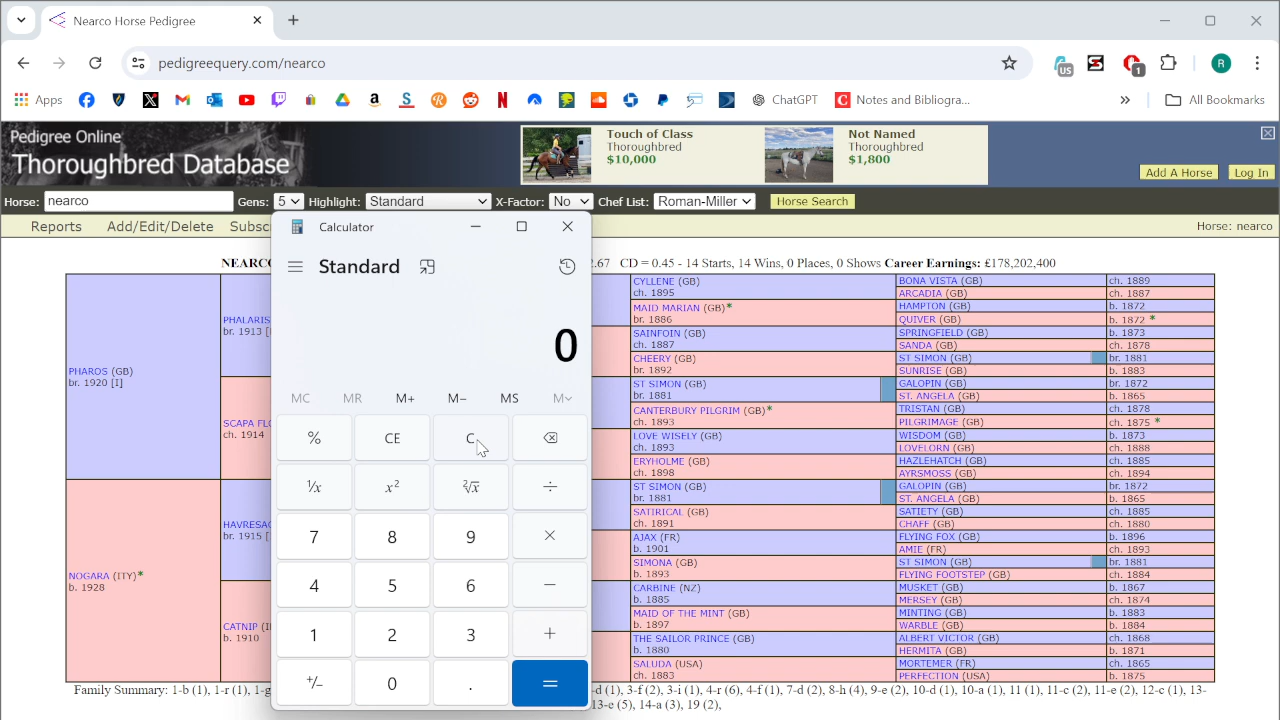 Nearco Horse Pedigree
pedigreequery.com/nearco
US
1
R
Apps
ChatGPT
Notes and Bibliogra...
All Bookmarks
Pedigree Online
Thoroughbred Database
Touch of Class
Thoroughbred
$10,000
Not Named
Thoroughbred
$1,800
Add A Horse
Log In
Horse: nearco Gens: 5 Highlight: Standard X-Factor: No Chef List: Roman-Miller Horse Search
Reports Add/Edit/Delete Subsc Horse: nearco
NEARC .67 CD = 0.45 - 14 Starts, 14 Wins, 0 Places, 0 Shows Career Earnings: £178,202,400
PHAROS (GB)
br. 1920 [I]
NOGARA (ITY)*
b. 1928
PHALARIS
br. 1913 [
SCAPA FL
ch. 1914
HAVRESA
br. 1915 [
CATNIP (I
b. 1910
Calculator
Standard
0
MC MR M+ M− MS M
% CE C
¹/x x² ²√x ÷
7 8 9 ×
4 5 6 −
1 2 3 +
+/− 0 . =
CYLLENE (GB)
ch. 1895
MAID MARIAN (GB)*
br. 1886
SAINFOIN (GB)
ch. 1887
CHEERY (GB)
br. 1892
ST SIMON (GB)
br. 1881
CANTERBURY PILGRIM (GB)*
ch. 1893
LOVE WISELY (GB)
ch. 1893
ERYHOLME (GB)
ch. 1898
ST SIMON (GB)
br. 1881
SATIRICAL (GB)
ch. 1891
AJAX (FR)
b. 1901
SIMONA (GB)
b. 1893
CARBINE (NZ)
b. 1885
MAID OF THE MINT (GB)
b. 1897
THE SAILOR PRINCE (GB)
b. 1880
SALUDA (USA)
ch. 1883
BONA VISTA (GB) ch. 1889
ARCADIA (GB) ch. 1887
HAMPTON (GB) b. 1872
QUIVER (GB) b. 1872 *
SPRINGFIELD (GB) b. 1873
SANDA (GB) ch. 1878
ST SIMON (GB) br. 1881
SUNRISE (GB) b. 1883
GALOPIN (GB) br. 1872
ST. ANGELA (GB) b. 1865
TRISTAN (GB) ch. 1878
PILGRIMAGE (GB) ch. 1875 *
WISDOM (GB) b. 1873
LOVELORN (GB) ch. 1888
HAZLEHATCH (GB) ch. 1885
AYRSMOSS (GB) ch. 1894
GALOPIN (GB) br. 1872
ST. ANGELA (GB) b. 1865
SATIETY (GB) ch. 1885
CHAFF (GB) ch. 1880
FLYING FOX (GB) b. 1896
AMIE (FR) ch. 1893
ST SIMON (GB) br. 1881
FLYING FOOTSTEP (GB) ch. 1884
MUSKET (GB) b. 1867
MERSEY (GB) ch. 1874
MINTING (GB) b. 1883
WARBLE (GB) b. 1884
ALBERT VICTOR (GB) ch. 1868
HERMITA (GB) b. 1871
MORTEMER (FR) ch. 1865
PERFECTION (USA) b. 1875
Family Summary: 1-b (1), 1-r (1), 1-g -d (1), 3-f (2), 3-i (1), 4-r (6), 4-f (1), 7-d (2), 8-h (4), 9-e (2), 10-d (1), 10-a (1), 11 (1), 11-c (2), 11-e (2), 12-c (1), 13-
13-e (5), 14-a (3), 19 (2),